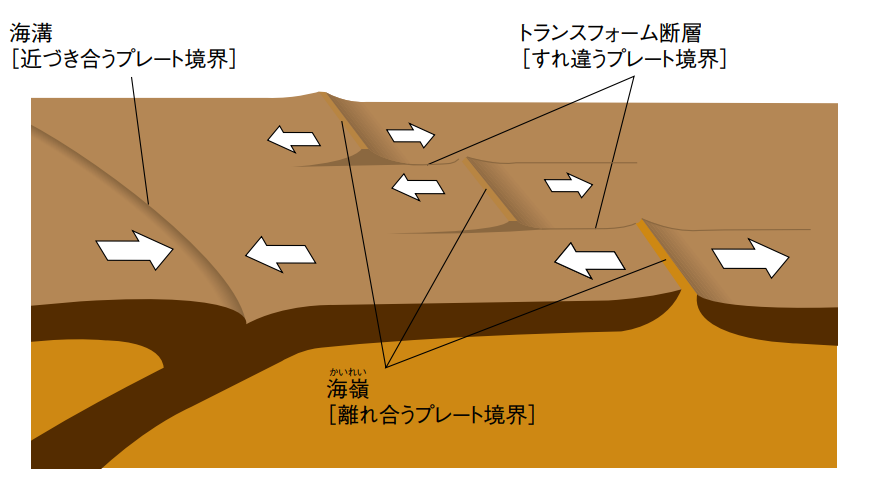 海溝
［近づき合うプレート境界］
トランスフォーム断層
［すれ違うプレート境界］
かいれい
海嶺
［離れ合うプレート境界］